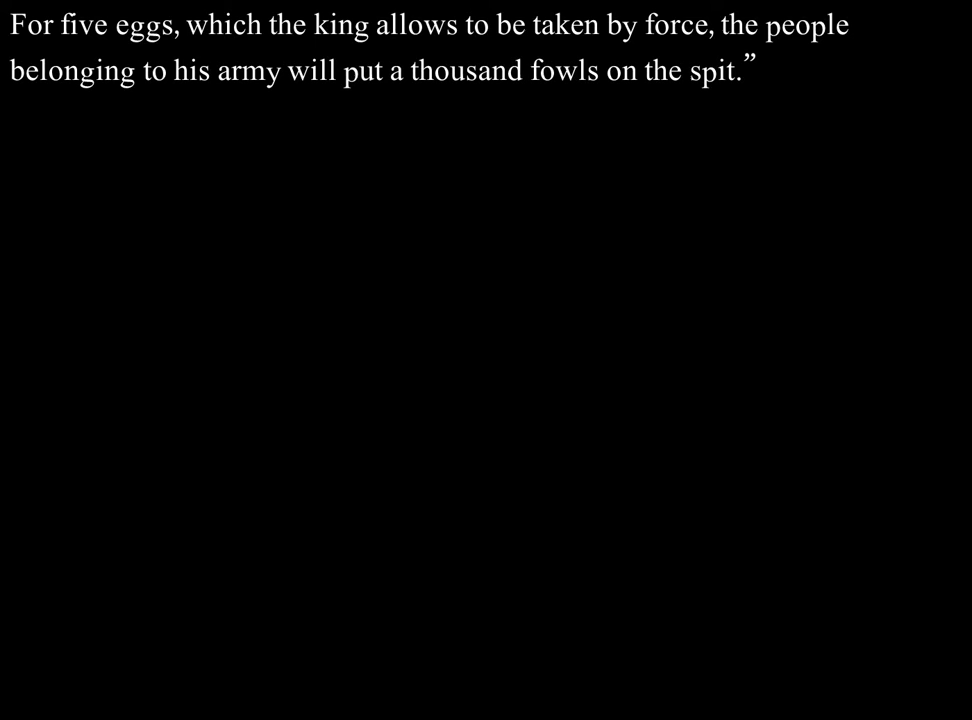 For five eggs, which the king allows to be taken by force, the people
belonging to his army will put a thousand fowls on the spit.”